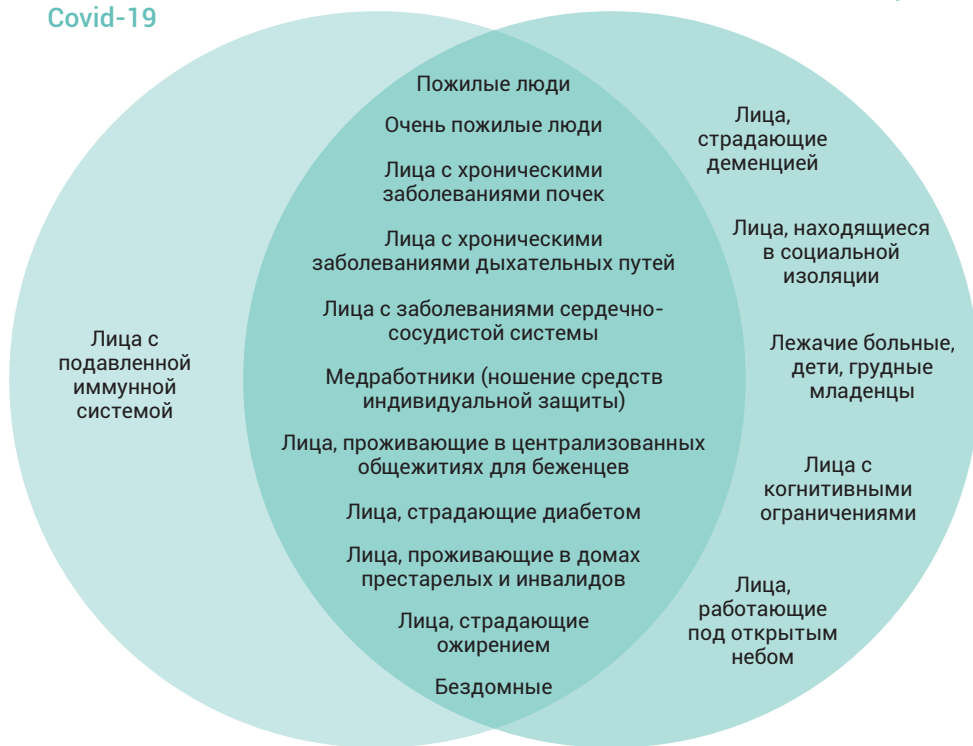 Covid-19
Пожилые люди
Очень пожилые люди
Лица с хроническими
заболеваниями почек
Лица с хроническими
заболеваниями дыхательных путей
Лица с заболеваниями сердечно-
сосудистой системы
Медработники (ношение средств
индивидуальной защиты)
Лица, проживающие в централизованных
общежитиях для беженцев
Лица, страдающие диабетом
Лица, проживающие в домах
престарелых и инвалидов
Лица, страдающие
ожирением
Бездомные
Лица с
подавленной
иммунной
системой
Лица,
страдающие
деменцией
Лица, находящиеся
в социальной
изоляции
Лежачие больные,
дети, грудные
младенцы
Лица с
когнитивными
ограничениями
Лица,
работающие
под открытым
небом